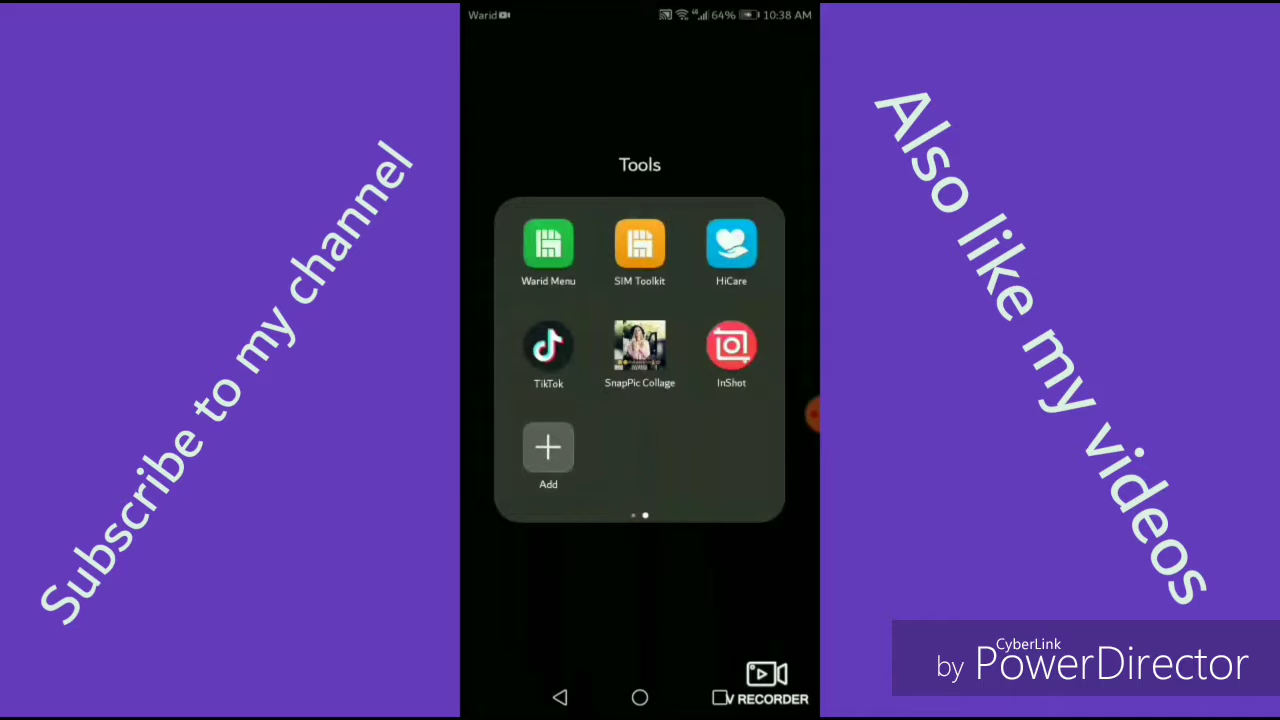 Warid
4G
64%
10:38 AM
Tools
Warid Menu
SIM Toolkit
HiCare
TikTok
SnapPic Collage
InShot
Add
Subscribe to my channel
Also like my videos
V RECORDER
CyberLink
by PowerDirector